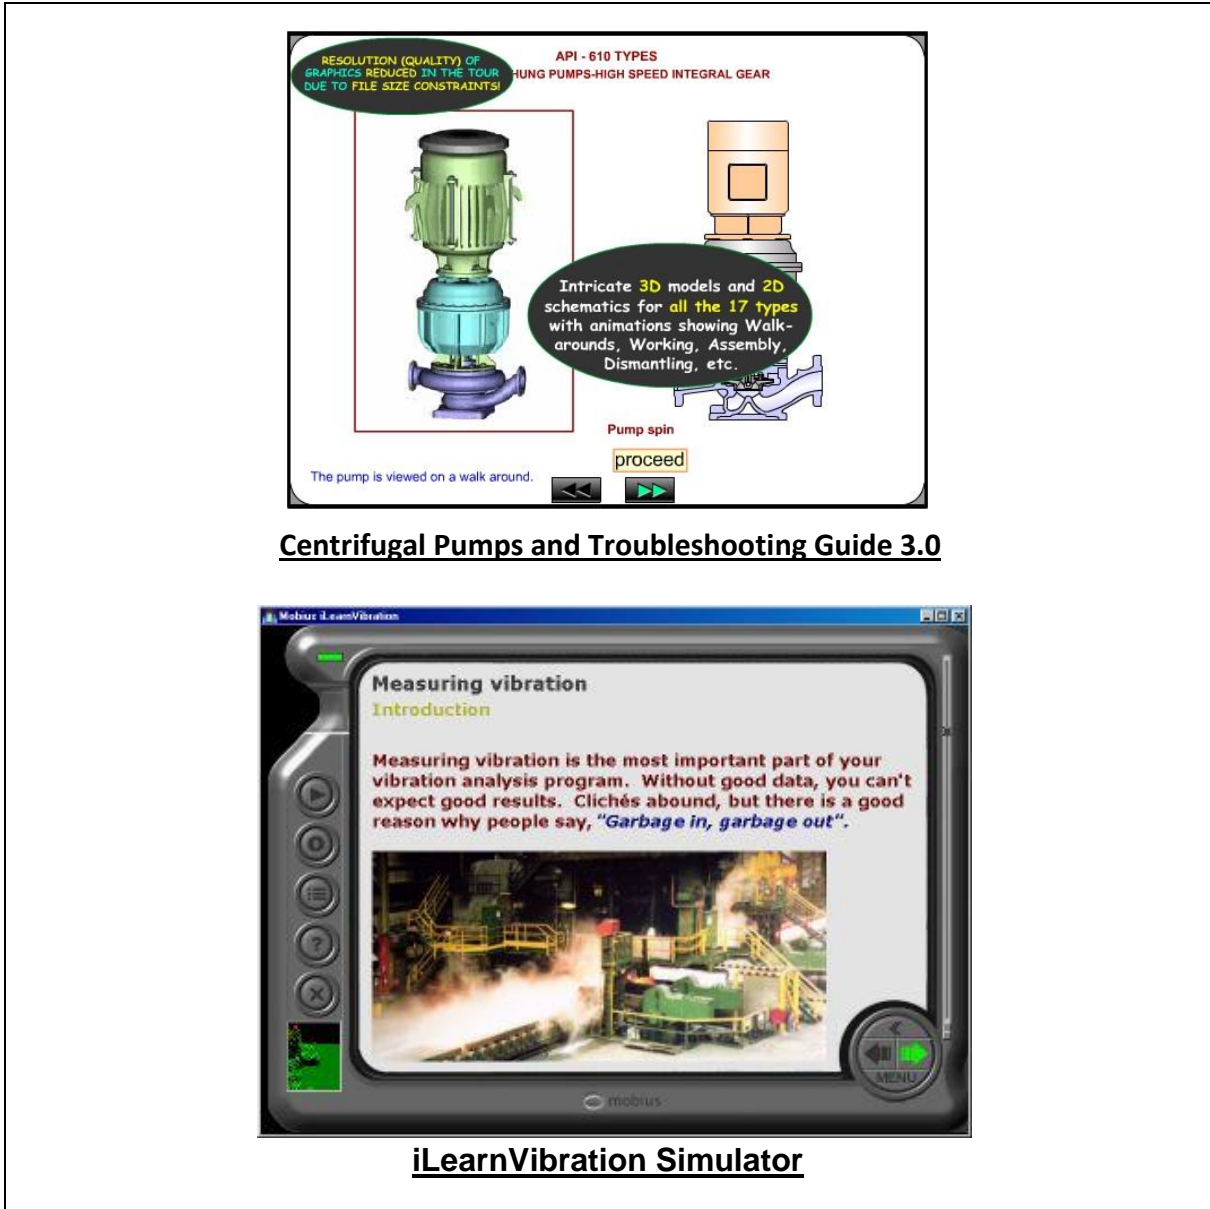 RESOLUTION (QUALITY) OF
GRAPHICS REDUCED IN THE TOUR
DUE TO FILE SIZE CONSTRAINTS!
API - 610 TYPES
HUNG PUMPS-HIGH SPEED INTEGRAL GEAR
Intricate 3D models and 2D
schematics for all the 17 types
with animations showing Walk-
arounds, Working, Assembly,
Dismantling, etc.
Pump spin
proceed
The pump is viewed on a walk around.
Centrifugal Pumps and Troubleshooting Guide 3.0
Mobius iLearnVibration
Measuring vibration
Introduction
Measuring vibration is the most important part of your
vibration analysis program. Without good data, you can't
expect good results. Clichés abound, but there is a good
reason why people say, "Garbage in, garbage out".
MENU
mobius
iLearnVibration Simulator